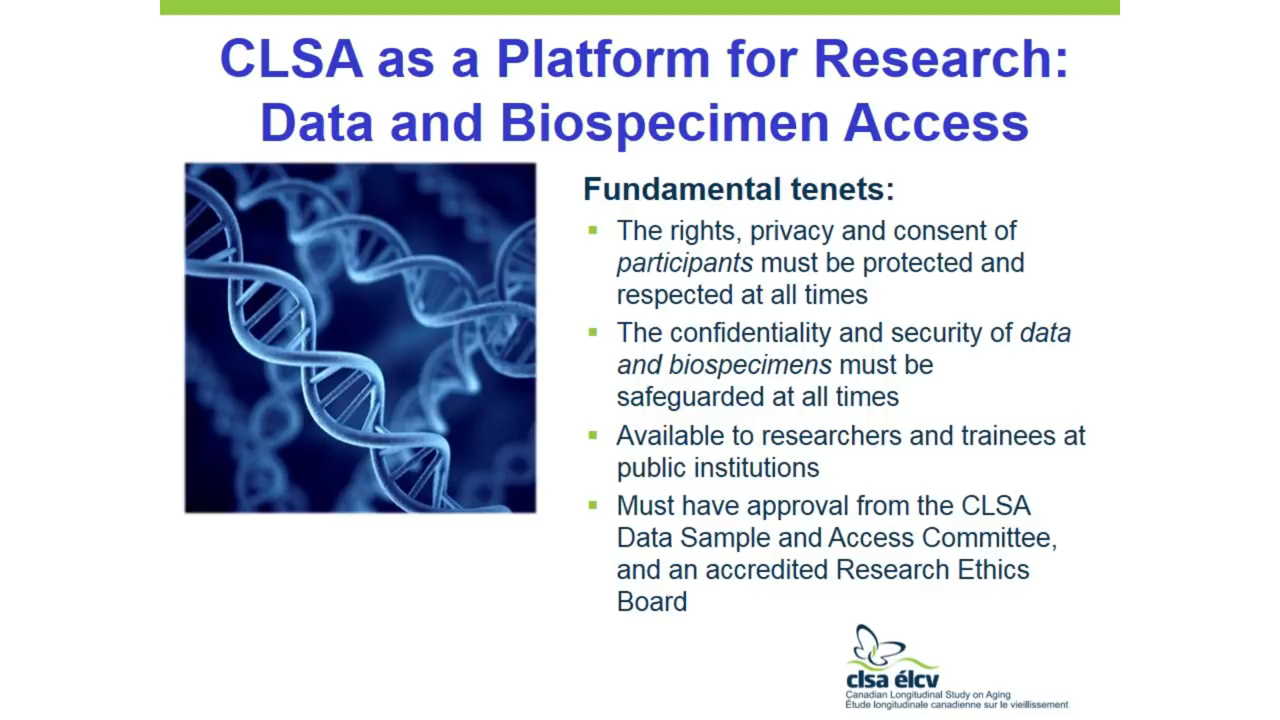 CLSA as a Platform for Research:
Data and Biospecimen Access
Fundamental tenets:
The rights, privacy and consent of
participants must be protected and
respected at all times
The confidentiality and security of data
and biospecimens must be
safeguarded at all times
Available to researchers and trainees at
public institutions
Must have approval from the CLSA
Data Sample and Access Committee,
and an accredited Research Ethics
Board
clsa élcv
Canadian Longitudinal Study on Aging
Étude longitudinale canadienne sur le vieillissement